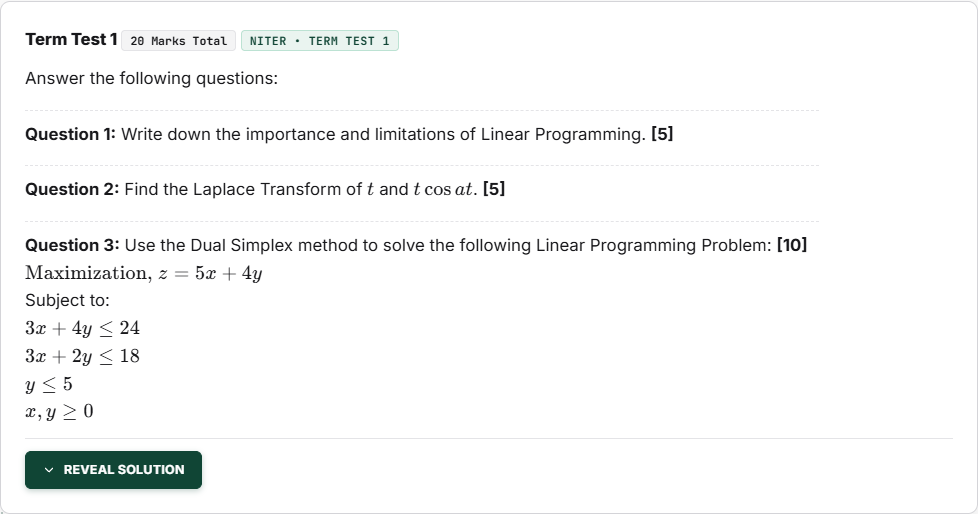 Term Test 1 20 Marks Total NITER • TERM TEST 1
Answer the following questions:
Question 1: Write down the importance and limitations of Linear Programming. [5]
Question 2: Find the Laplace Transform of t and t cos at. [5]
Question 3: Use the Dual Simplex method to solve the following Linear Programming Problem: [10]
Maximization, z = 5x + 4y
Subject to:
3x + 4y ≤ 24
3x + 2y ≤ 18
y ≤ 5
x, y ≥ 0
REVEAL SOLUTION